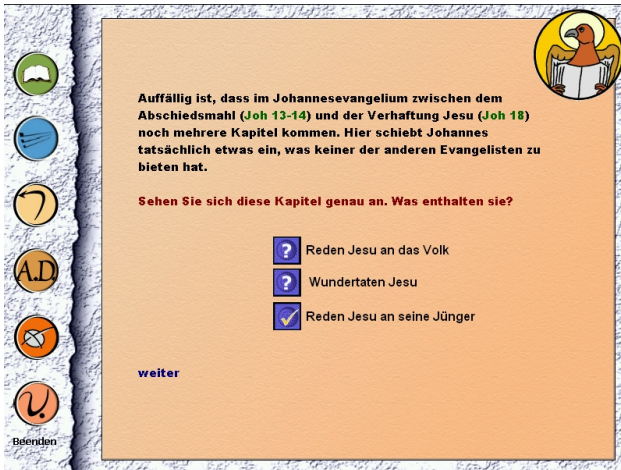 Auffällig ist, dass im Johannesevangelium zwischen dem
Abschiedsmahl (Joh 13-14) und der Verhaftung Jesu (Joh 18)
noch mehrere Kapitel kommen. Hier schiebt Johannes
tatsächlich etwas ein, was keiner der anderen Evangelisten zu
bieten hat.
Sehen Sie sich diese Kapitel genau an. Was enthalten sie?
? Reden Jesu an das Volk
? Wundertaten Jesu
Reden Jesu an seine Jünger
weiter
A.D.
V.
Beenden